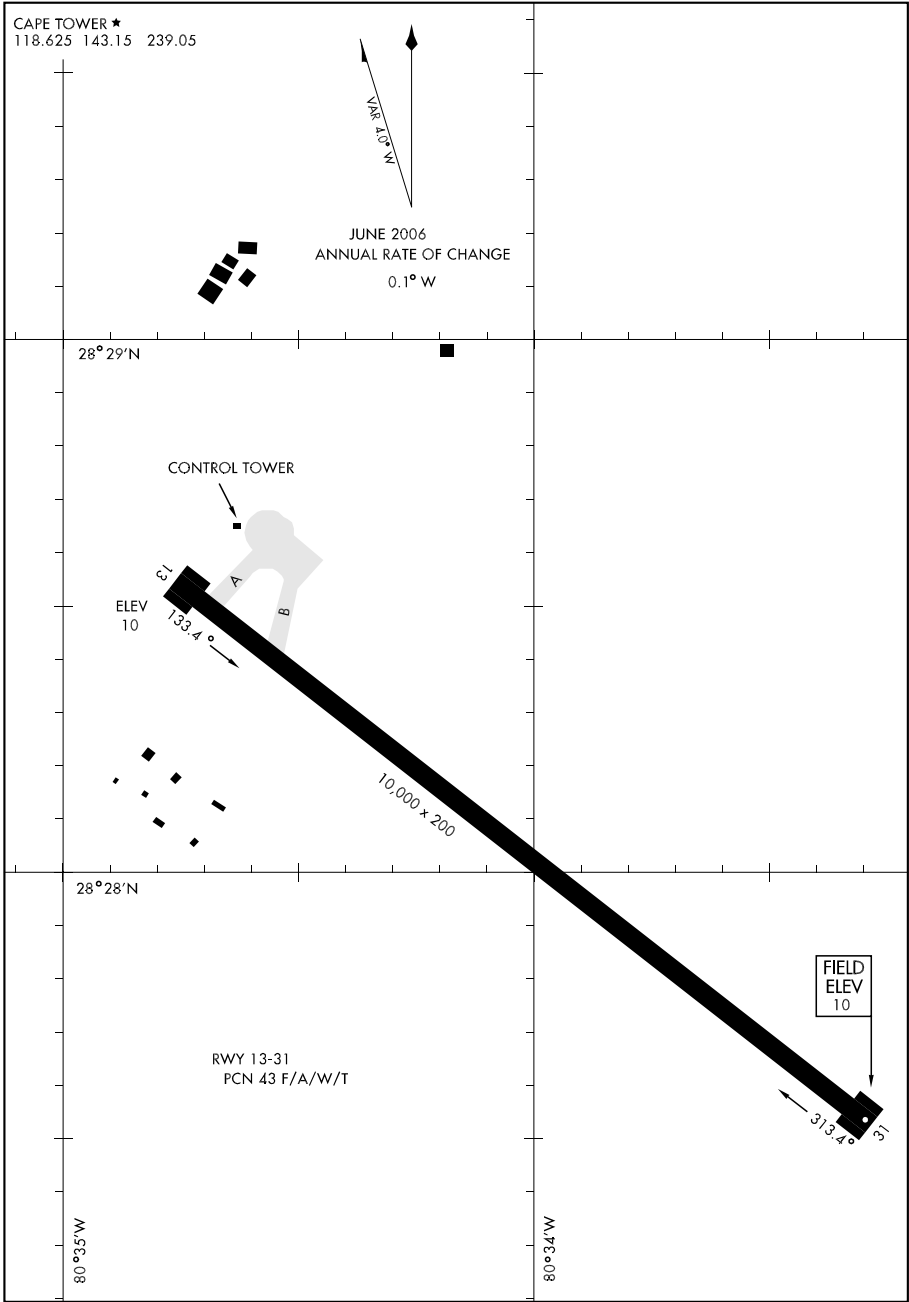 CAPE TOWER ★
118.625 143.15 239.05
VAR 4.0° W
JUNE 2006
ANNUAL RATE OF CHANGE
0.1° W
28°29'N
CONTROL TOWER
13
A
B
ELEV
10
133.4°
10,000 x 200
28°28'N
FIELD
ELEV
10
RWY 13-31
PCN 43 F/A/W/T
313.4°
31
80°35'W
80°34'W